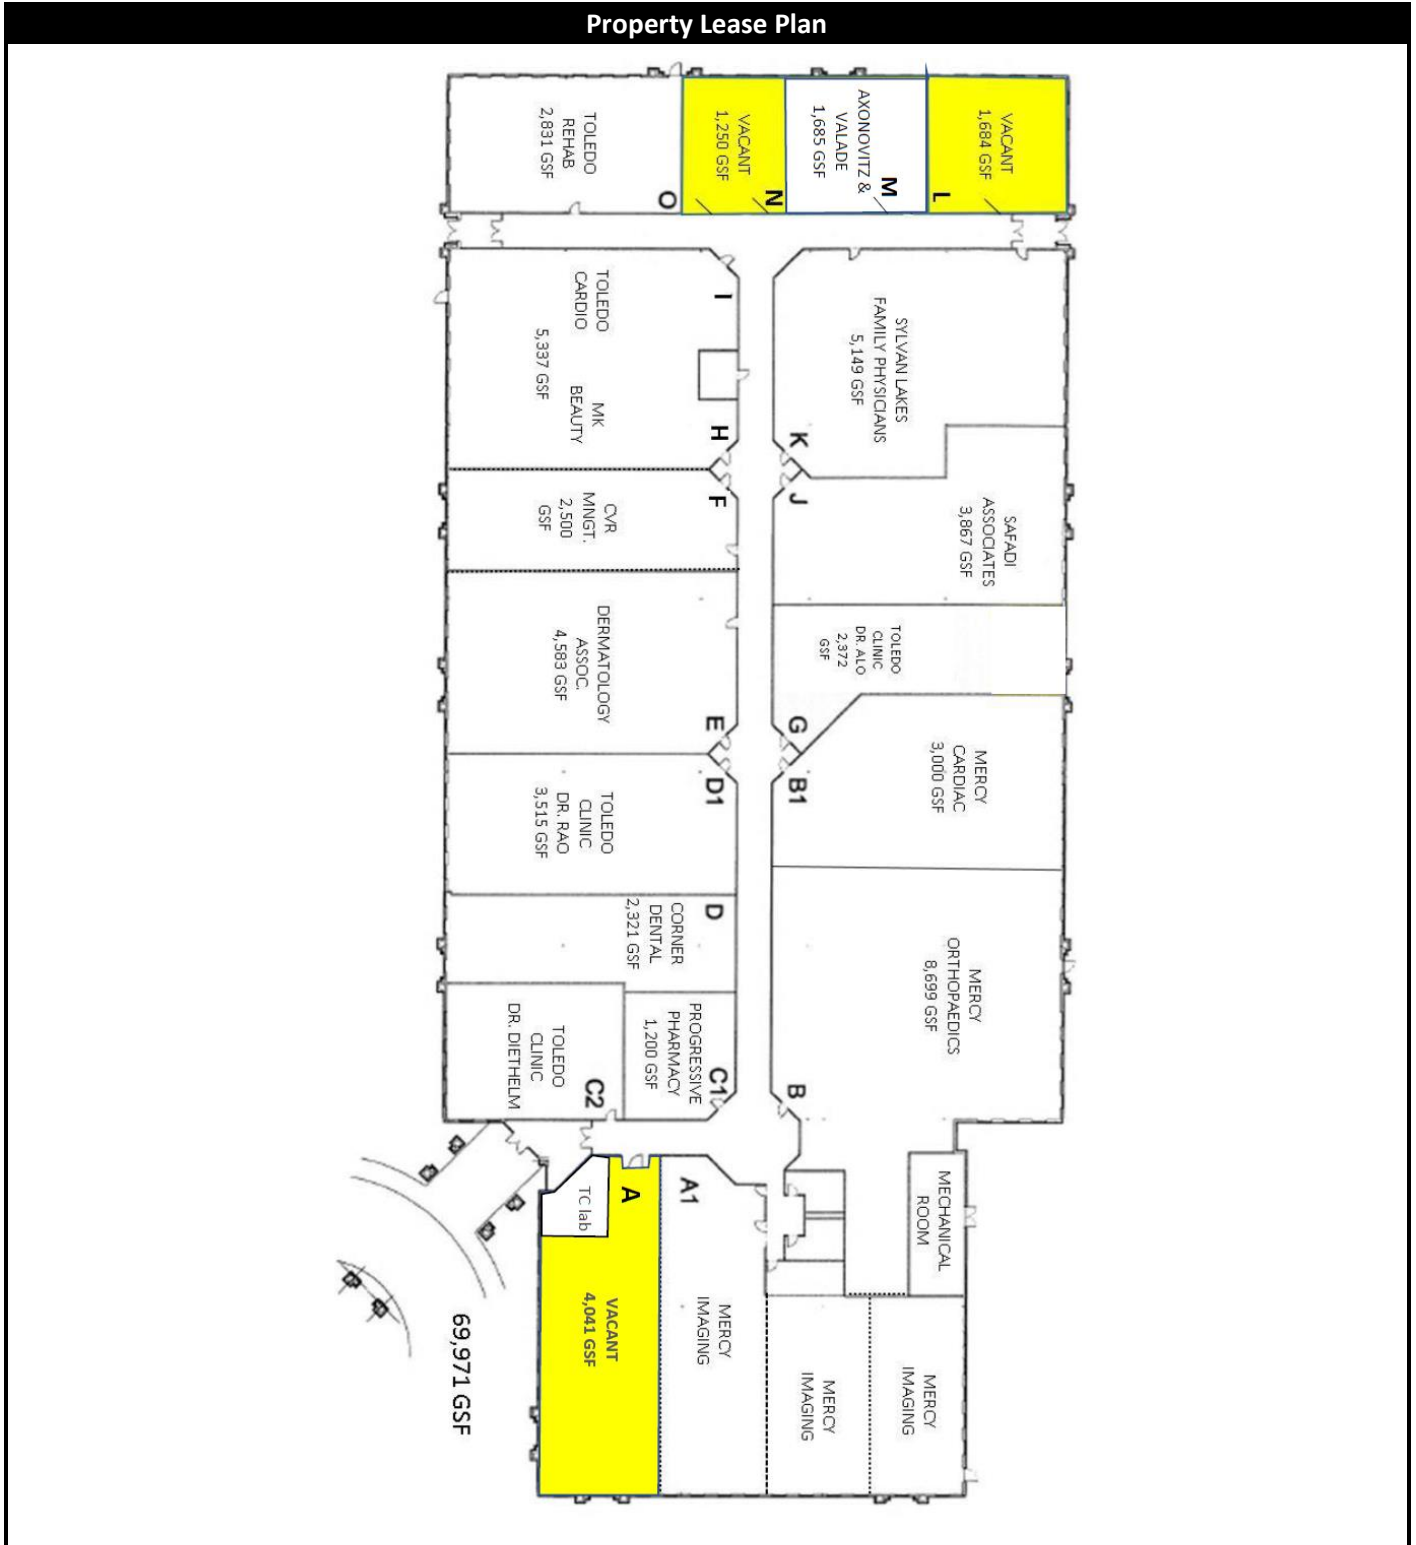 Property Lease Plan
TOLEDO
REHAB
2,831 GSF
O
VACANT
1,250 GSF
N
AXONOVITZ &
VALADE
1,685 GSF
M
VACANT
1,684 GSF
L
I
TOLEDO
CARDIO
MK
BEAUTY
5,337 GSF
H
SYLVAN LAKES
FAMILY PHYSICIANS
5,149 GSF
K
F
CVR
MNGT.
2,500
GSF
J
SAFADI
ASSOCIATES
3,867 GSF
DERMATOLOGY
ASSOC.
4,583 GSF
E
TOLEDO
CLINIC
DR. ALO
2,372
GSF
G
D1
TOLEDO
CLINIC
DR. RAO
3,515 GSF
B1
MERCY
CARDIAC
3,000 GSF
D
CORNER
DENTAL
2,321 GSF
MERCY
ORTHOPAEDICS
8,699 GSF
B
PROGRESSIVE
PHARMACY
1,200 GSF
C1
TOLEDO
CLINIC
DR. DIETHELM
C2
A
TC lab
VACANT
4,041 GSF
A1
MERCY
IMAGING
MECHANICAL
ROOM
MERCY
IMAGING
MERCY
IMAGING
69,971 GSF